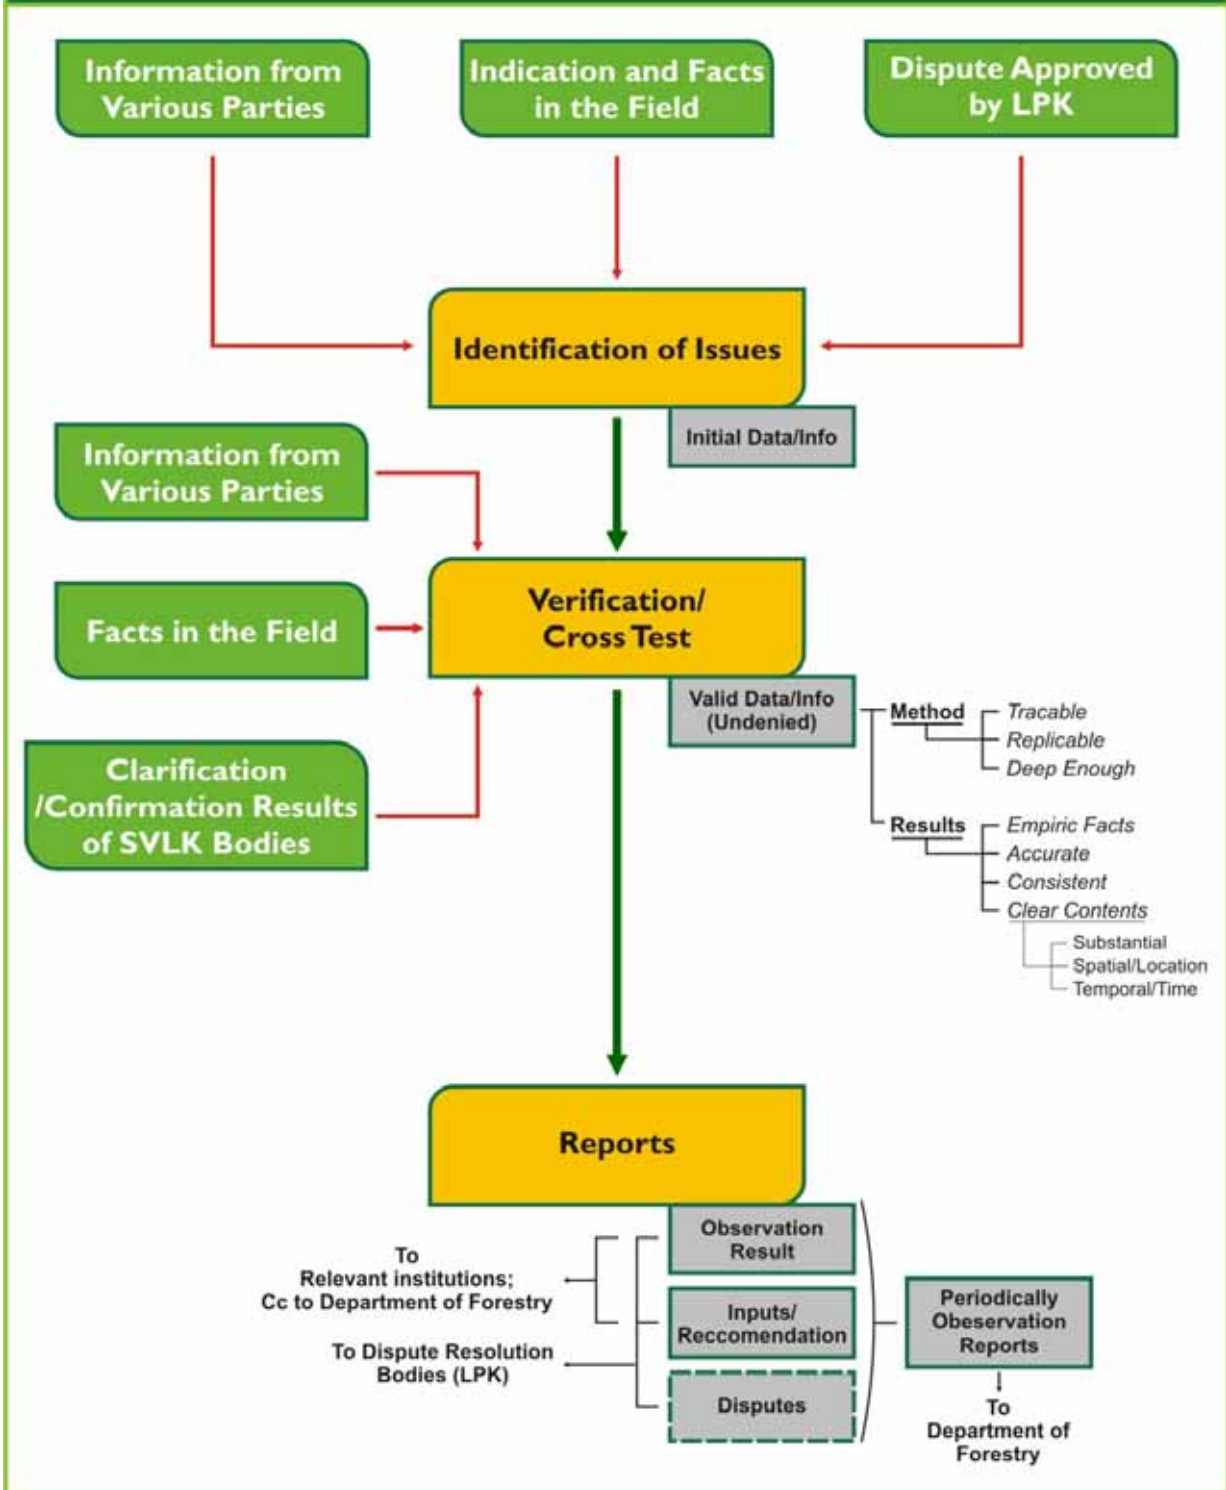 Information from
Various Parties
Indication and Facts
in the Field
Dispute Approved
by LPK
Identification of Issues
Initial Data/Info
Information from
Various Parties
Verification/
Cross Test
Facts in the Field
Valid Data/Info
(Undenied)
Method
Tracable
Replicable
Deep Enough
Clarification
/Confirmation Results
of SVLK Bodies
Results
Empiric Facts
Accurate
Consistent
Clear Contents
Substantial
Spatial/Location
Temporal/Time
Reports
Observation
Result
To
Relevant institutions;
Cc to Department of Forestry
Inputs/
Reccomendation
To Dispute Resolution
Bodies (LPK)
Disputes
Periodically
Obeservation
Reports
To
Department of
Forestry